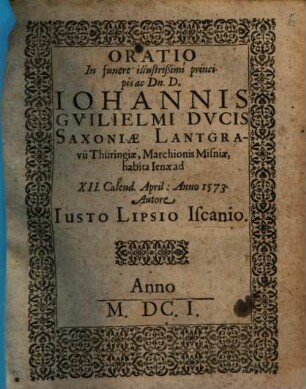 ORATIO
In funere illustrissimi princi-
pis ac Dn. D.
IOHANNIS
GVILIELMI DVCIS
SAXONIÆ LANTGRA-
vii Thuringiæ, Marchionis Misniæ,
habita Ienæ ad
XII. Calend. April: Anno 1573.
Autore
IUSTO LIPSIO Iscanio.
Anno
M. DC. I.